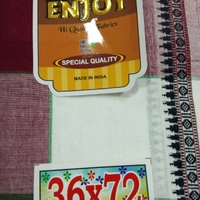 ENJOY
Hi Quality Fabrics
SPECIAL QUALITY
MADE IN INDIA
36x72